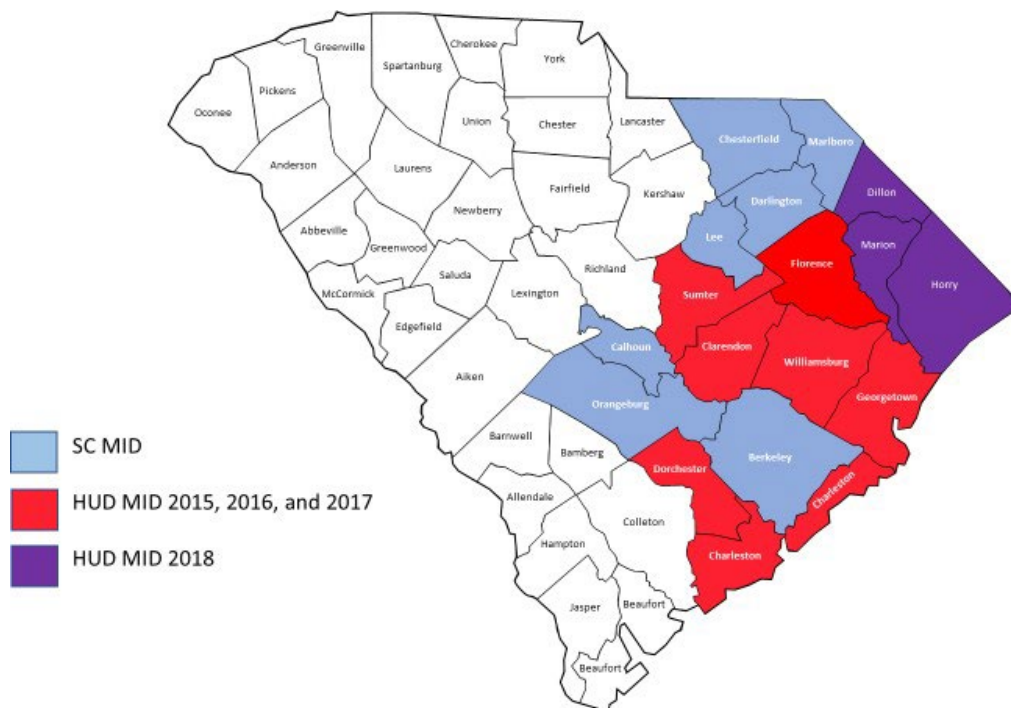 Cherokee
Greenville
York
Spartanburg
Pickens
Oconee
Union
Chester
Lancaster
Chesterfield
Marlboro
Anderson
Laurens
Fairfield
Kershaw
Dillon
Darlington
Newberry
Abbeville
Lee
Marion
Greenwood
Florence
Richland
Saluda
Horry
McCormick
Lexington
Sumter
Edgefield
Calhoun
Clarendon
Williamsburg
Aiken
Georgetown
Orangeburg
SC MID
Barnwell
Bamberg
Berkeley
Dorchester
Charleston
HUD MID 2015, 2016, and 2017
Allendale
Colleton
Hampton
HUD MID 2018
Charleston
Jasper
Beaufort
Beaufort